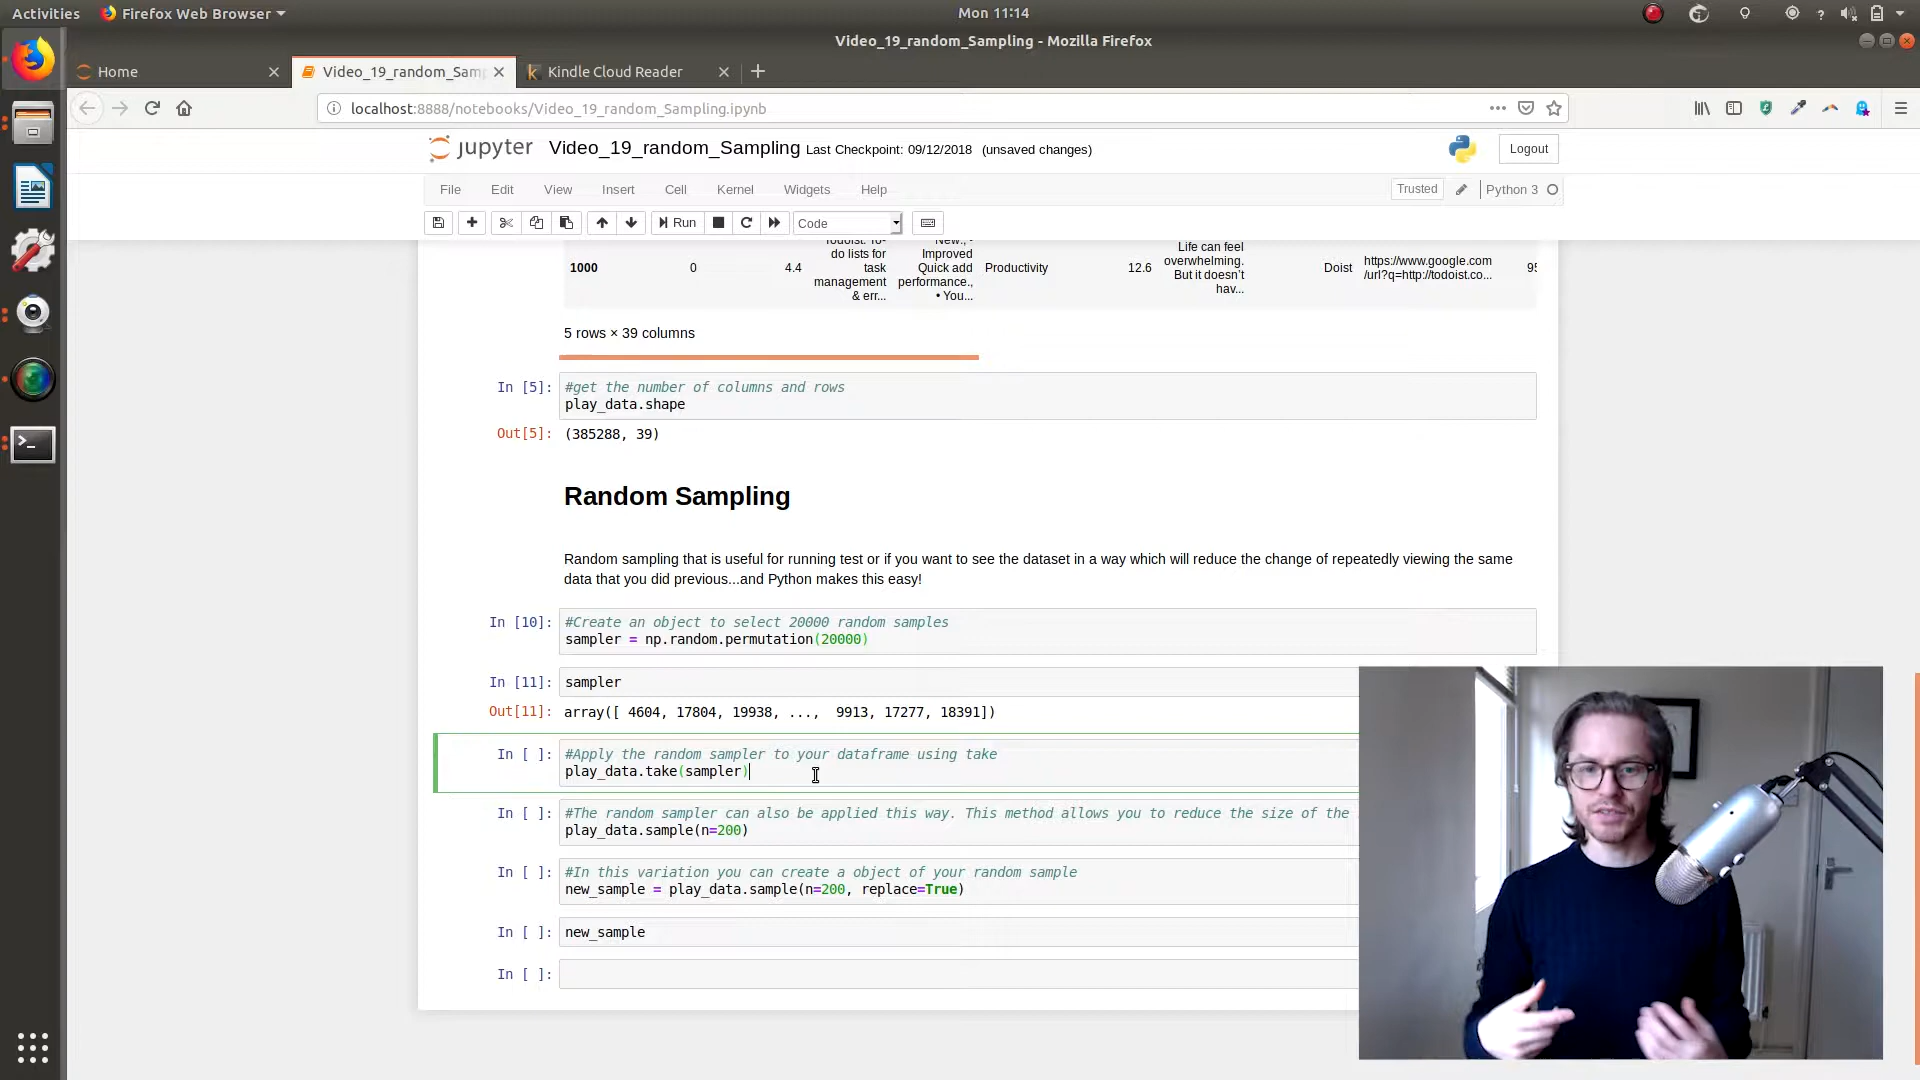 Activities
Firefox Web Browser
Mon 11:14
Video_19_random_Sampling - Mozilla Firefox
Home
Video_19_random_Samp
Kindle Cloud Reader
localhost:8888/notebooks/Video_19_random_Sampling.ipynb
jupyter
Video_19_random_Sampling Last Checkpoint: 09/12/2018 (unsaved changes)
Logout
File Edit View Insert Cell Kernel Widgets Help
Trusted
Python 3
Run
Code
Todoist: To-
do lists for
task
management
& err...
New:, •
Improved
Quick add
performance.,
• You...
Life can feel
overwhelming.
But it doesn't
hav...
1000 0 4.4 Productivity 12.6 Doist
https://www.google.com
/url?q=http://todoist.co...
95
5 rows × 39 columns
In [5]: #get the number of columns and rows
play_data.shape
Out[5]: (385288, 39)
Random Sampling
Random sampling that is useful for running test or if you want to see the dataset in a way which will reduce the change of repeatedly viewing the same
data that you did previous...and Python makes this easy!
In [10]: #Create an object to select 20000 random samples
sampler = np.random.permutation(20000)
In [11]: sampler
Out[11]: array([ 4604, 17804, 19938, ..., 9913, 17277, 18391])
In [ ]: #Apply the random sampler to your dataframe using take
play_data.take(sampler)
In [ ]: #The random sampler can also be applied this way. This method allows you to reduce the size of the
play_data.sample(n=200)
In [ ]: #In this variation you can create a object of your random sample
new_sample = play_data.sample(n=200, replace=True)
In [ ]: new_sample
In [ ]: